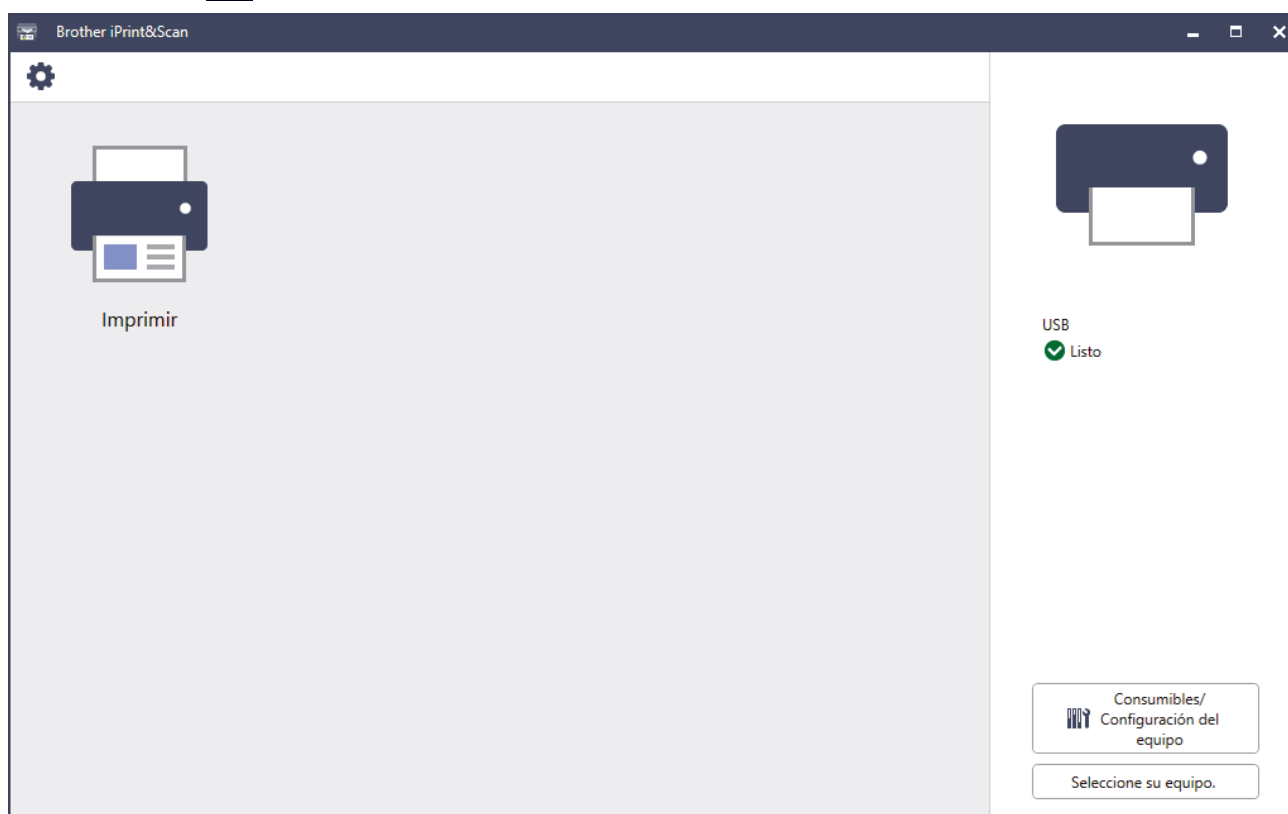 Brother iPrint&Scan
Imprimir
USB
Listo
Consumibles/
Configuración del
equipo
Seleccione su equipo.